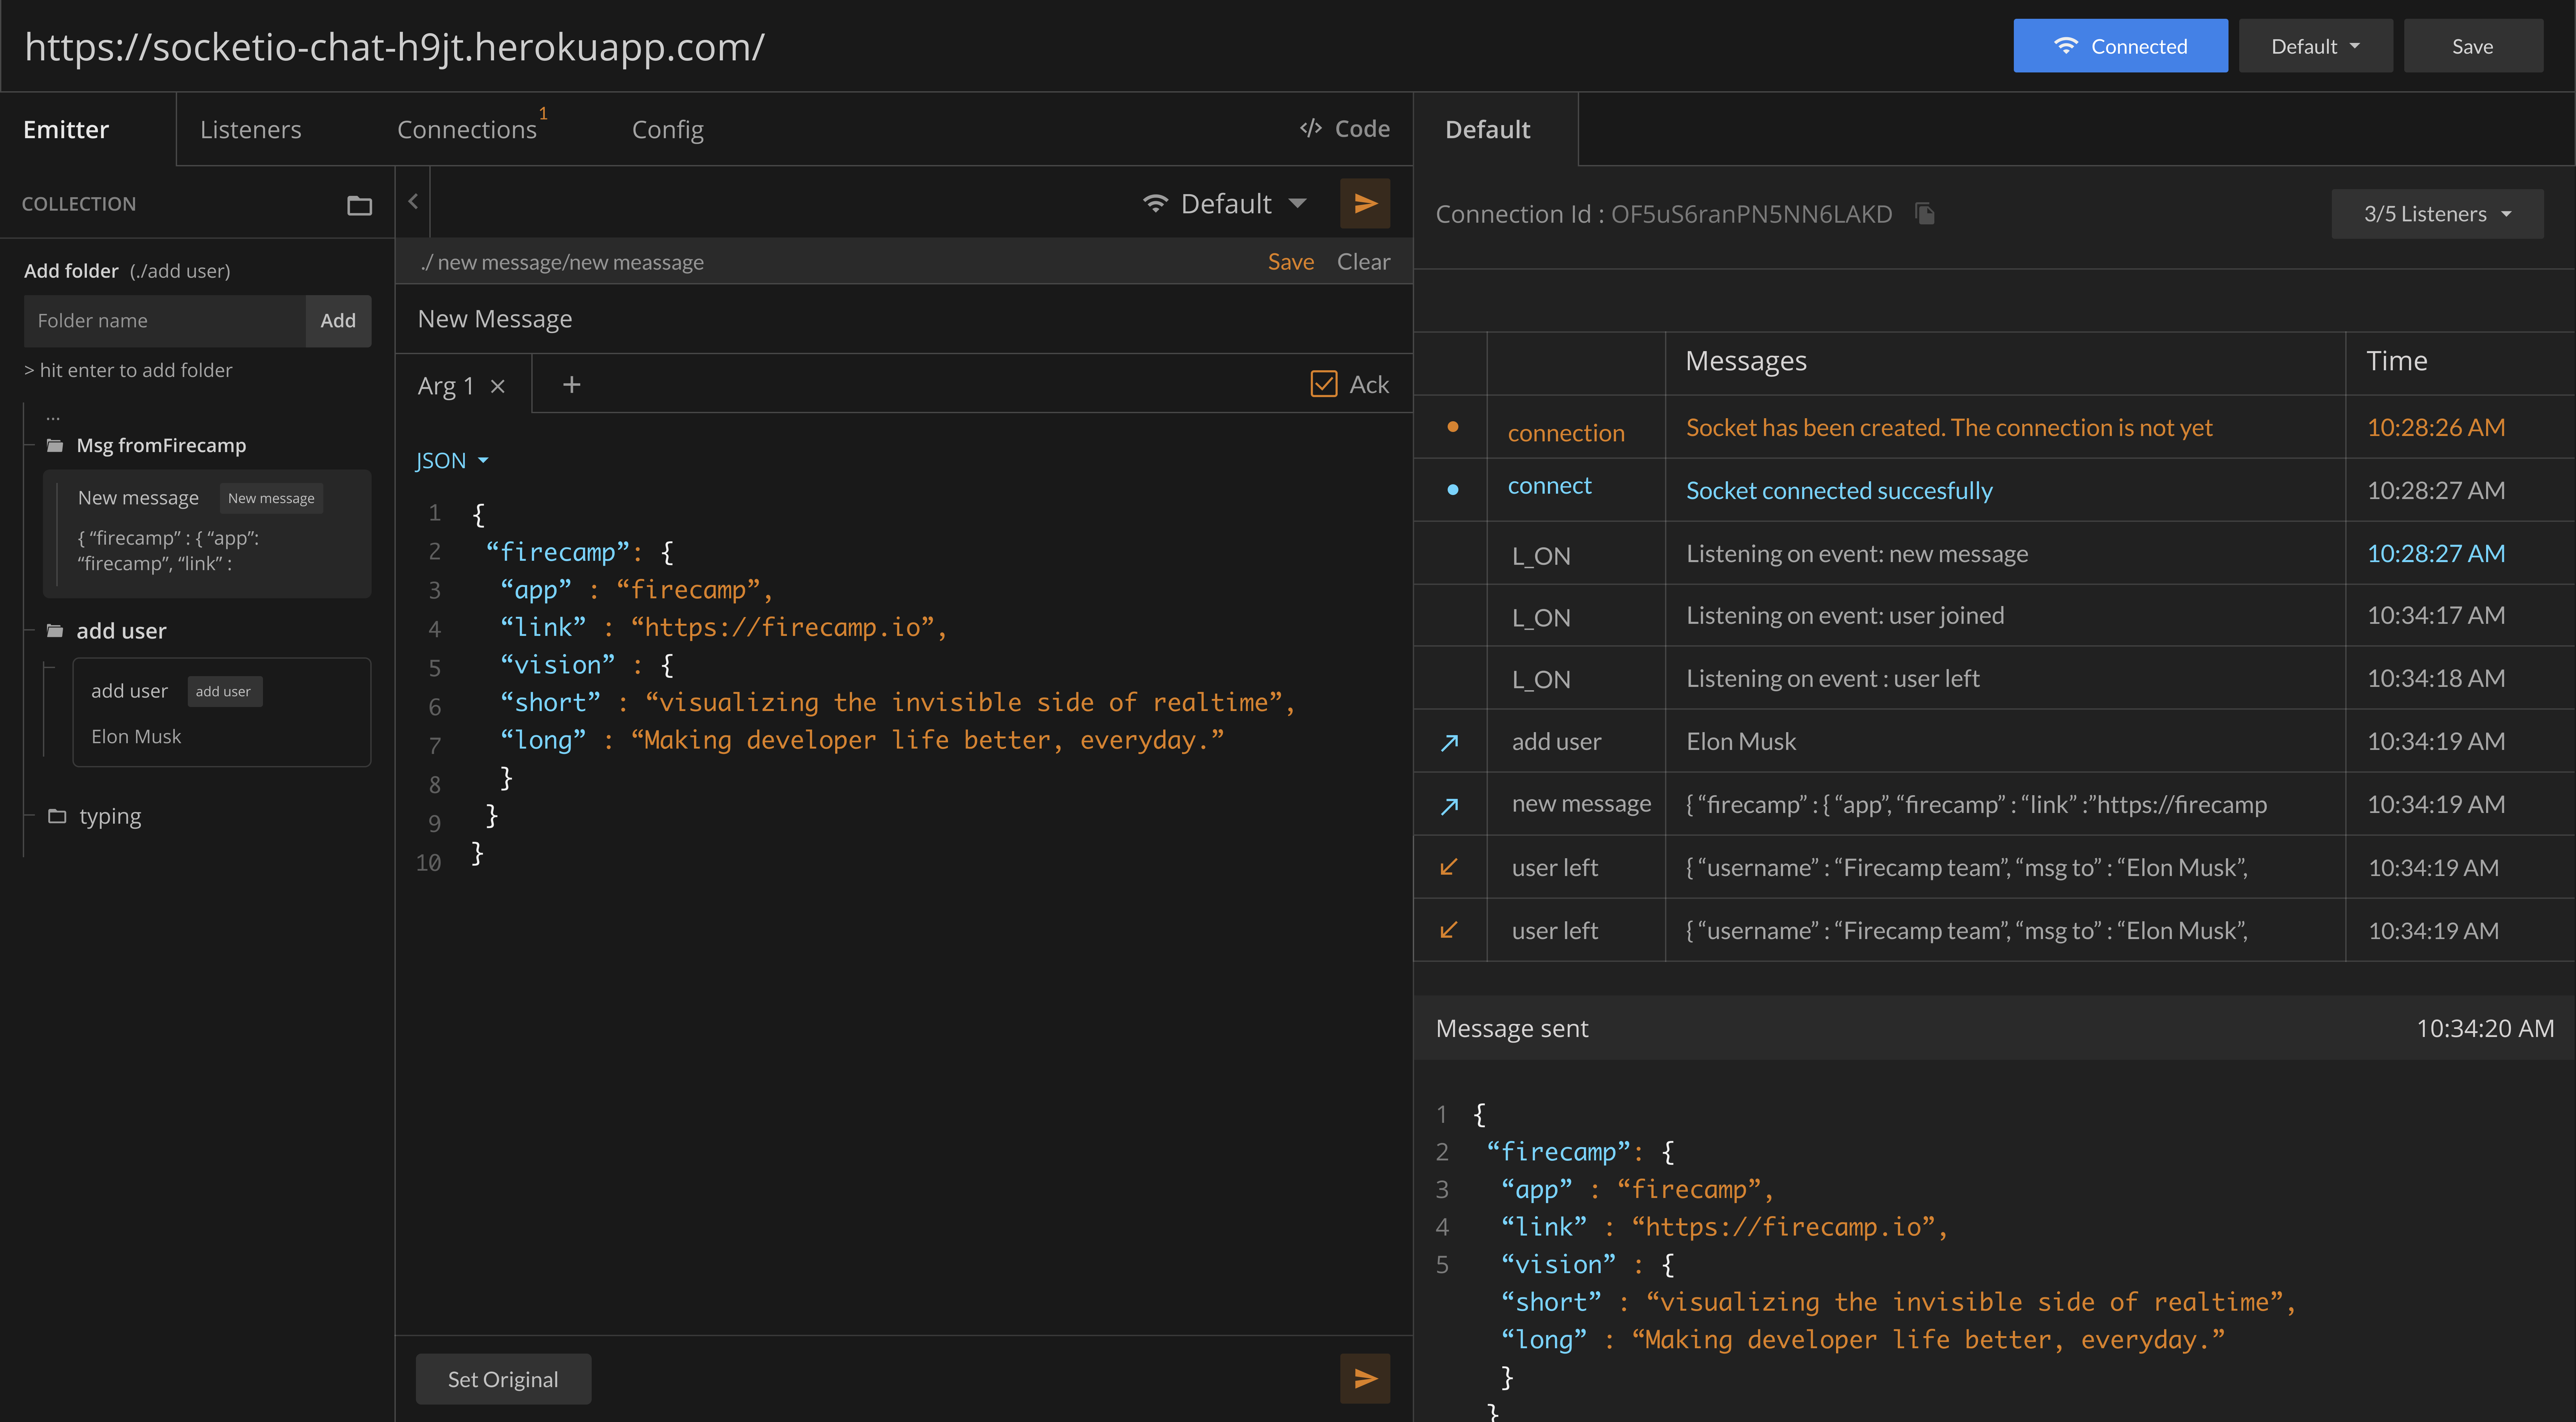 https://socketio-chat-h9jt.herokuapp.com/
Connected
Default
Save
Emitter
Listeners
Connections 1
Config
</> Code
COLLECTION
Add folder (./add user)
Folder name
Add
> hit enter to add folder
...
Msg fromFirecamp
New message New message
{ “firecamp” : { “app”:
“firecamp”, “link” :
add user
add user add user
Elon Musk
typing
Default
./ new message/new meassage
Save Clear
New Message
Arg 1 × +
Ack
JSON
1 {
2 “firecamp”: {
3 “app” : “firecamp”,
4 “link” : “https://firecamp.io”,
5 “vision” : {
6 “short” : “visualizing the invisible side of realtime”,
7 “long” : “Making developer life better, everyday.”
8 }
9 }
10 }
Set Original
Default
Connection Id : OF5uS6ranPN5NN6LAKD
3/5 Listeners
Messages Time
connection Socket has been created. The connection is not yet 10:28:26 AM
connect Socket connected succesfully 10:28:27 AM
L_ON Listening on event: new message 10:28:27 AM
L_ON Listening on event: user joined 10:34:17 AM
L_ON Listening on event : user left 10:34:18 AM
add user Elon Musk 10:34:19 AM
new message { “firecamp” : { “app”, “firecamp” : “link” :”https://firecamp 10:34:19 AM
user left { “username” : “Firecamp team”, “msg to” : “Elon Musk”, 10:34:19 AM
user left { “username” : “Firecamp team”, “msg to” : “Elon Musk”, 10:34:19 AM
Message sent 10:34:20 AM
1 {
2 “firecamp”: {
3 “app” : “firecamp”,
4 “link” : “https://firecamp.io”,
5 “vision” : {
“short” : “visualizing the invisible side of realtime”,
“long” : “Making developer life better, everyday.”
}
}